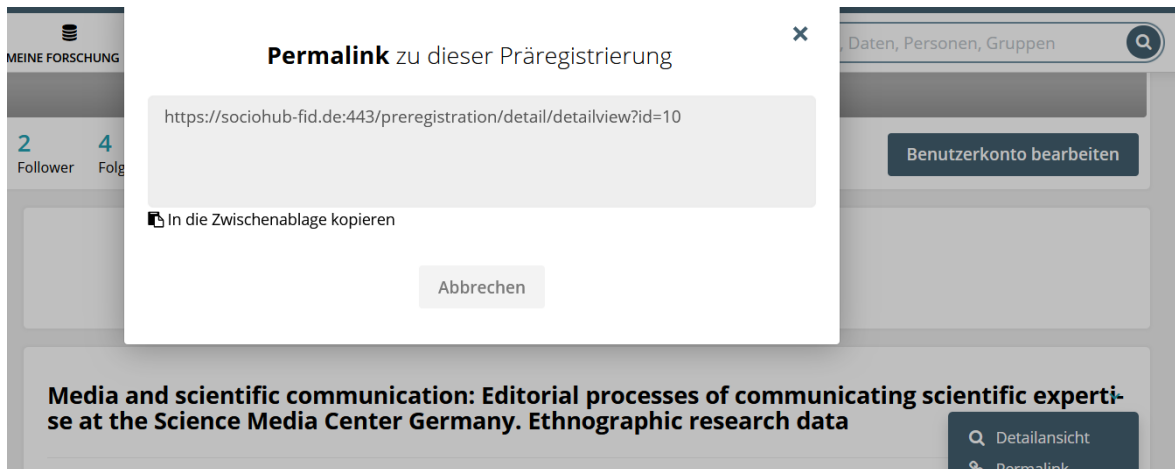 MEINE FORSCHUNG
Daten, Personen, Gruppen
Permalink zu dieser Präregistrierung
https://sociohub-fid.de:443/preregistration/detail/detailview?id=10
2
4
Follower
Folg
Benutzerkonto bearbeiten
In die Zwischenablage kopieren
Abbrechen
Media and scientific communication: Editorial processes of communicating scientific experti-
se at the Science Media Center Germany. Ethnographic research data
Detailansicht
Permalink